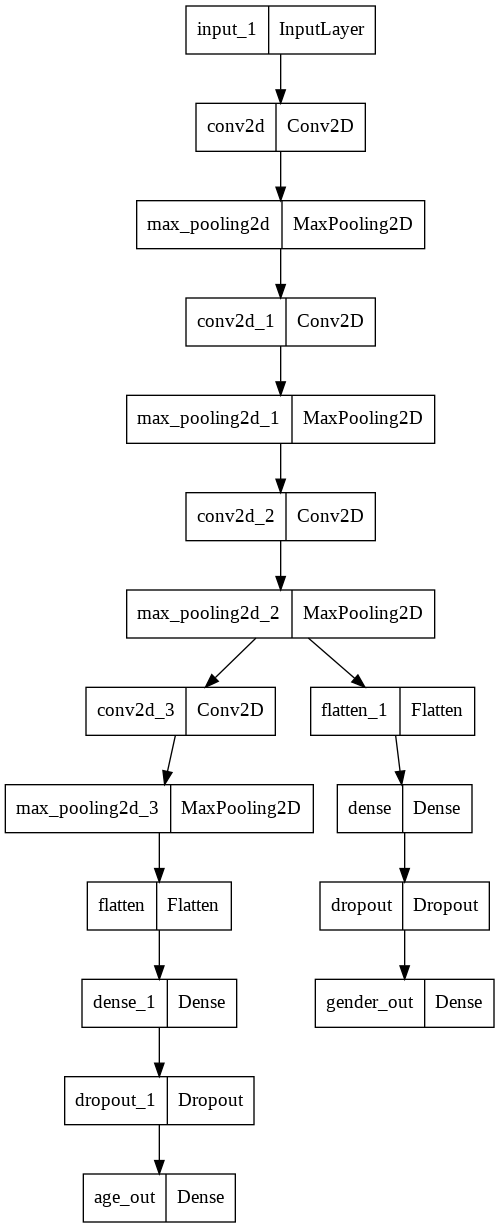 input_1 InputLayer
conv2d Conv2D
max_pooling2d MaxPooling2D
conv2d_1 Conv2D
max_pooling2d_1 MaxPooling2D
conv2d_2 Conv2D
max_pooling2d_2 MaxPooling2D
conv2d_3 Conv2D
flatten_1 Flatten
max_pooling2d_3 MaxPooling2D
dense Dense
flatten Flatten
dropout Dropout
dense_1 Dense
gender_out Dense
dropout_1 Dropout
age_out Dense